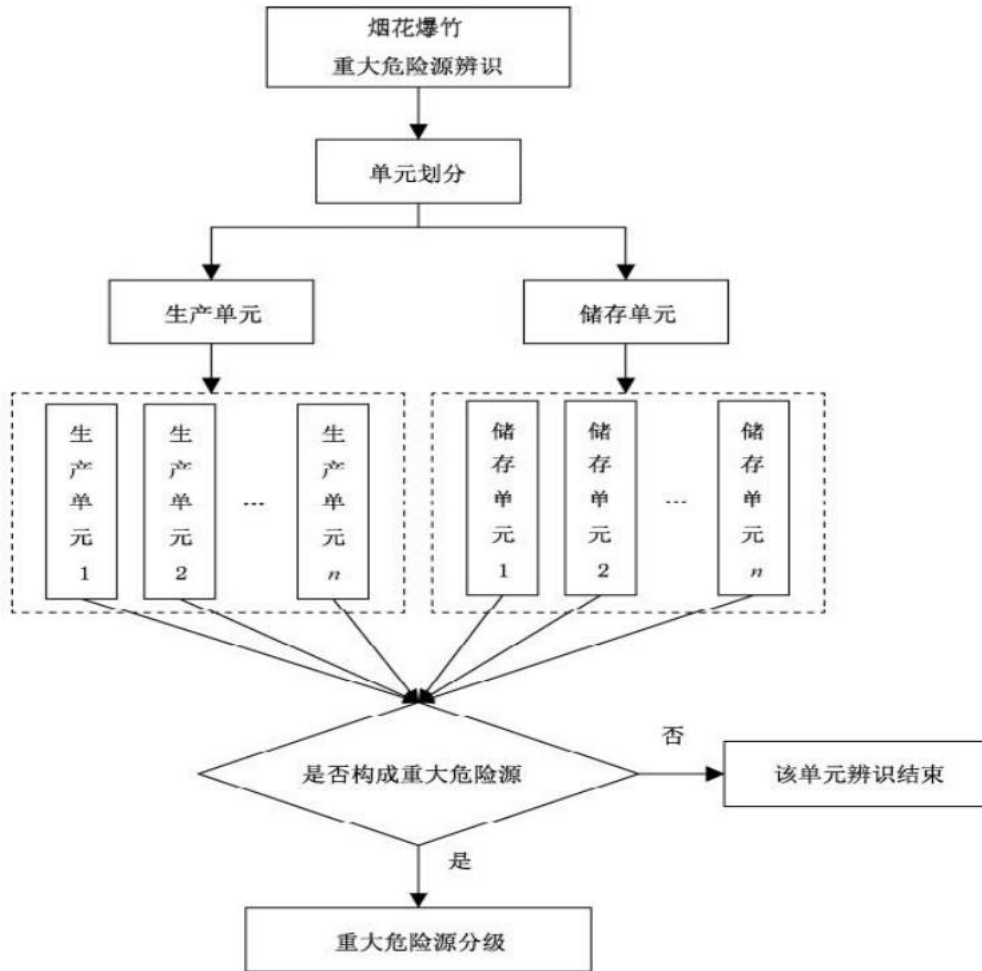 烟花爆竹
重大危险源辨识
单元划分
生产单元
储存单元
生产单元1
生产单元2
...
生产单元n
储存单元1
储存单元2
...
储存单元n
是否构成重大危险源
否
该单元辨识结束
是
重大危险源分级